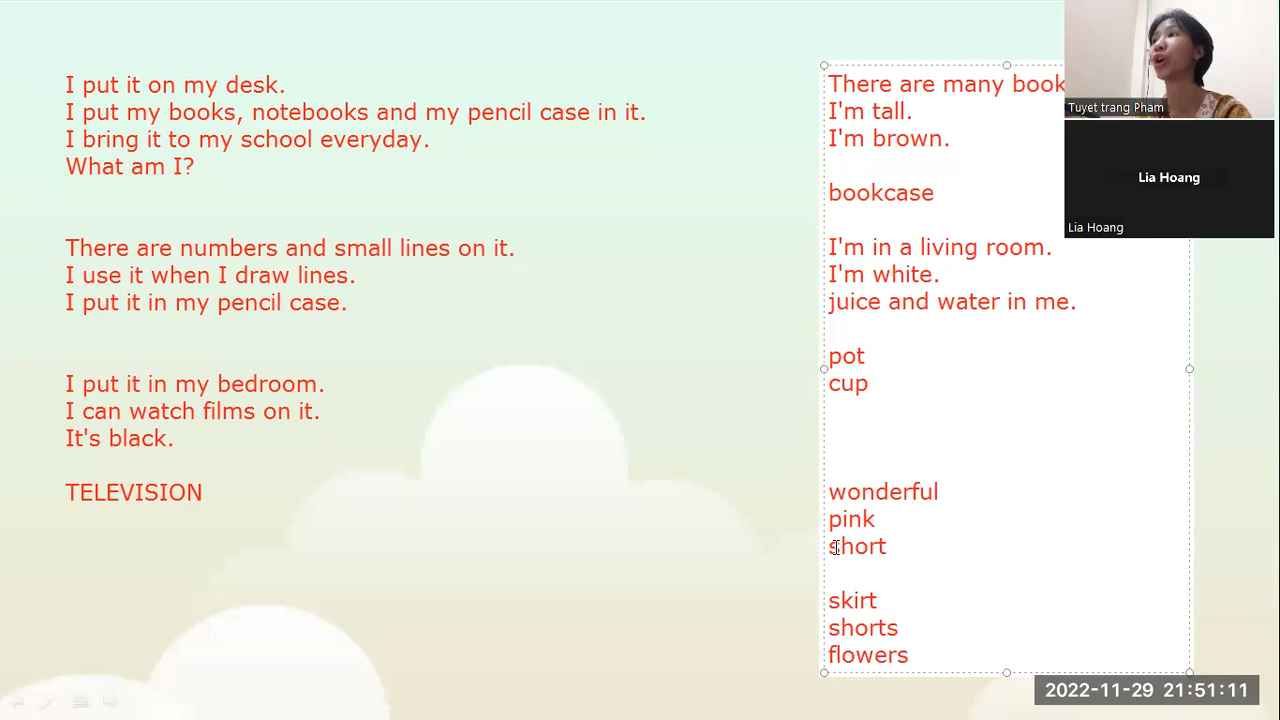 I put it on my desk.
I put my books, notebooks and my pencil case in it.
I bring it to my school everyday.
What am I?
There are numbers and small lines on it.
I use it when I draw lines.
I put it in my pencil case.
I put it in my bedroom.
I can watch films on it.
It's black.
TELEVISION
There are many book
I'm tall.
I'm brown.
bookcase
I'm in a living room.
I'm white.
juice and water in me.
pot
cup
wonderful
pink
short
skirt
shorts
flowers
Tuyet trang Pham
Lia Hoang
Lia Hoang
2022-11-29 21:51:11